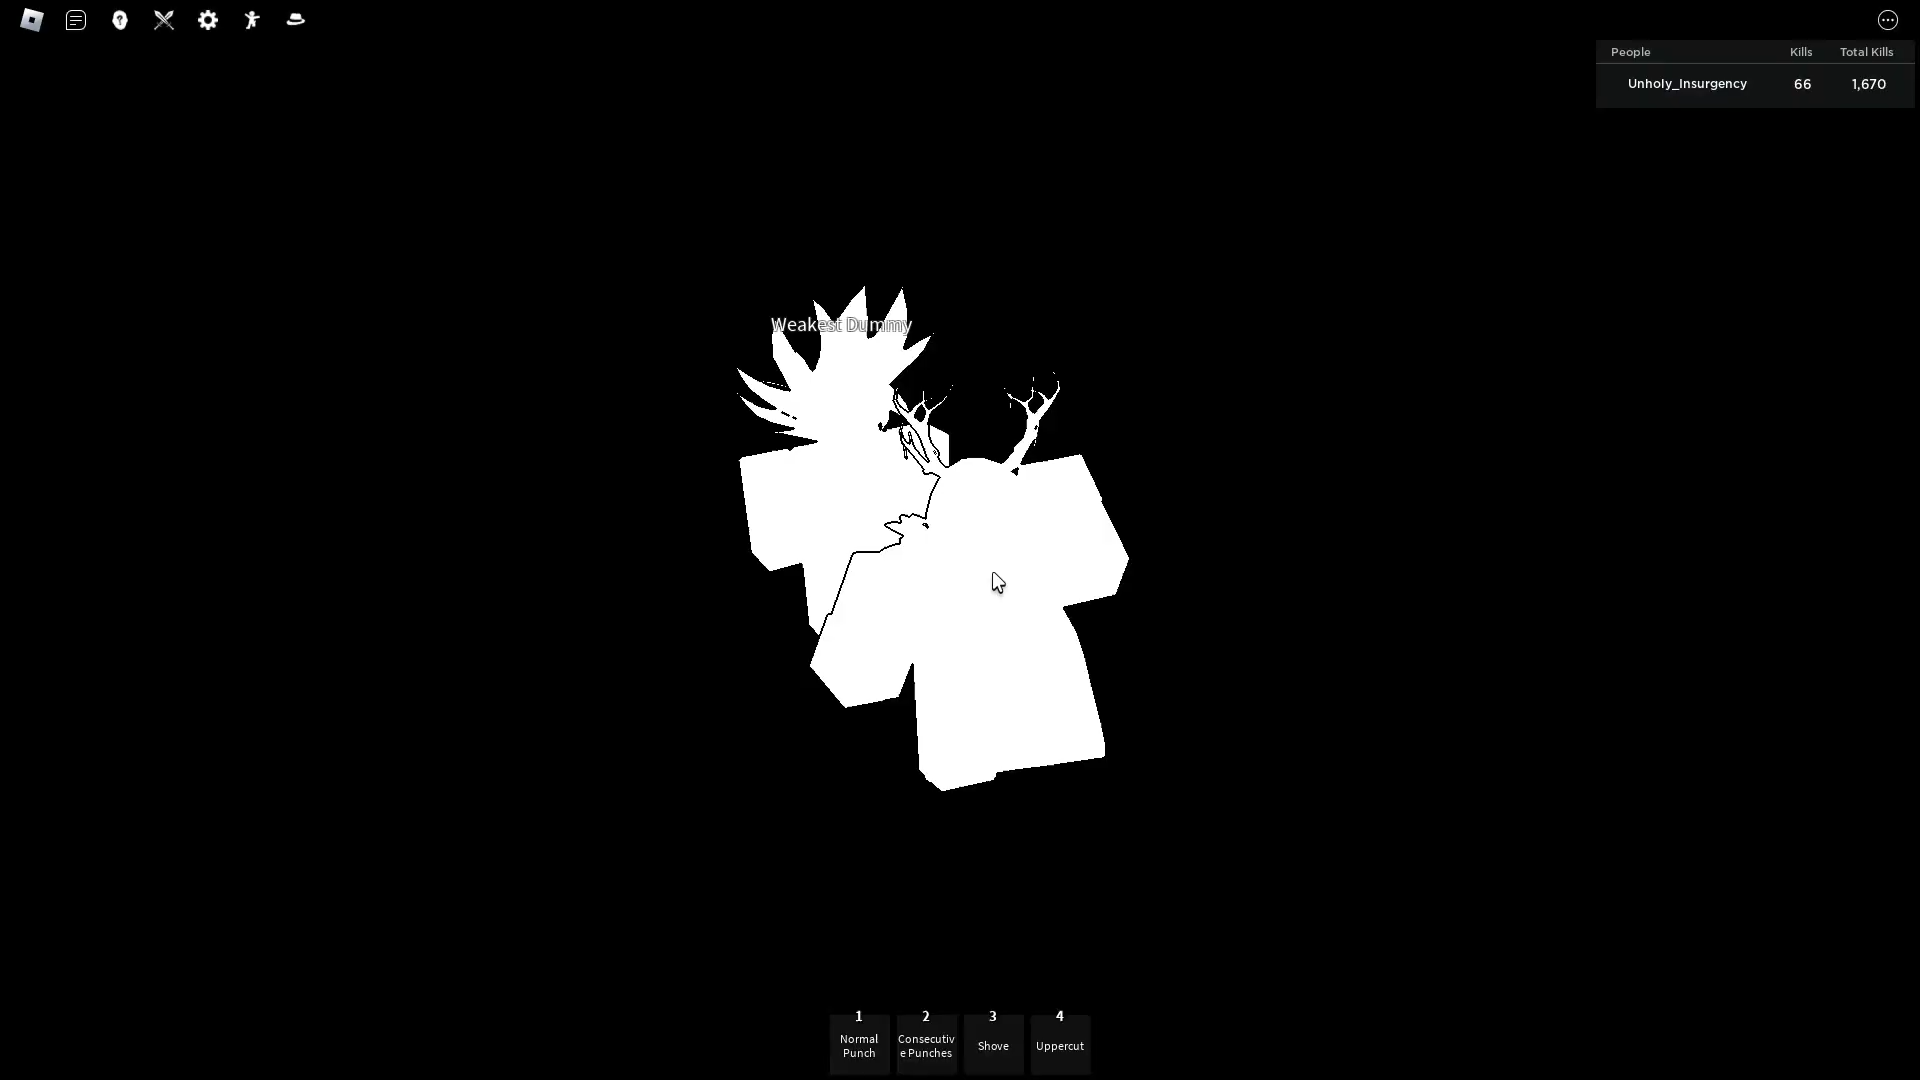 People Kills Total Kills
Unholy_Insurgency 66 1,670
Weakest Dummy
1 2 3 4
Normal Punch
Consecutiv
e Punches
Shove
Uppercut